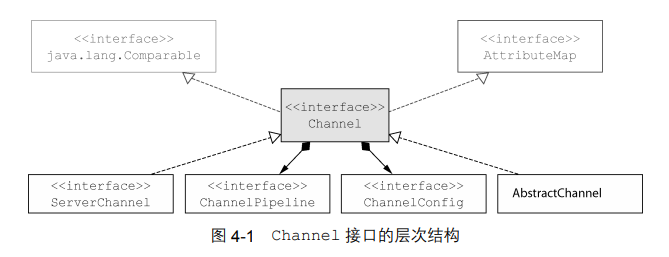 <<interface>>
java.lang.Comparable
<<interface>>
AttributeMap
<<interface>>
Channel
<<interface>>
ServerChannel
<<interface>>
ChannelPipeline
<<interface>>
ChannelConfig
AbstractChannel
图 4-1 Channel 接口的层次结构